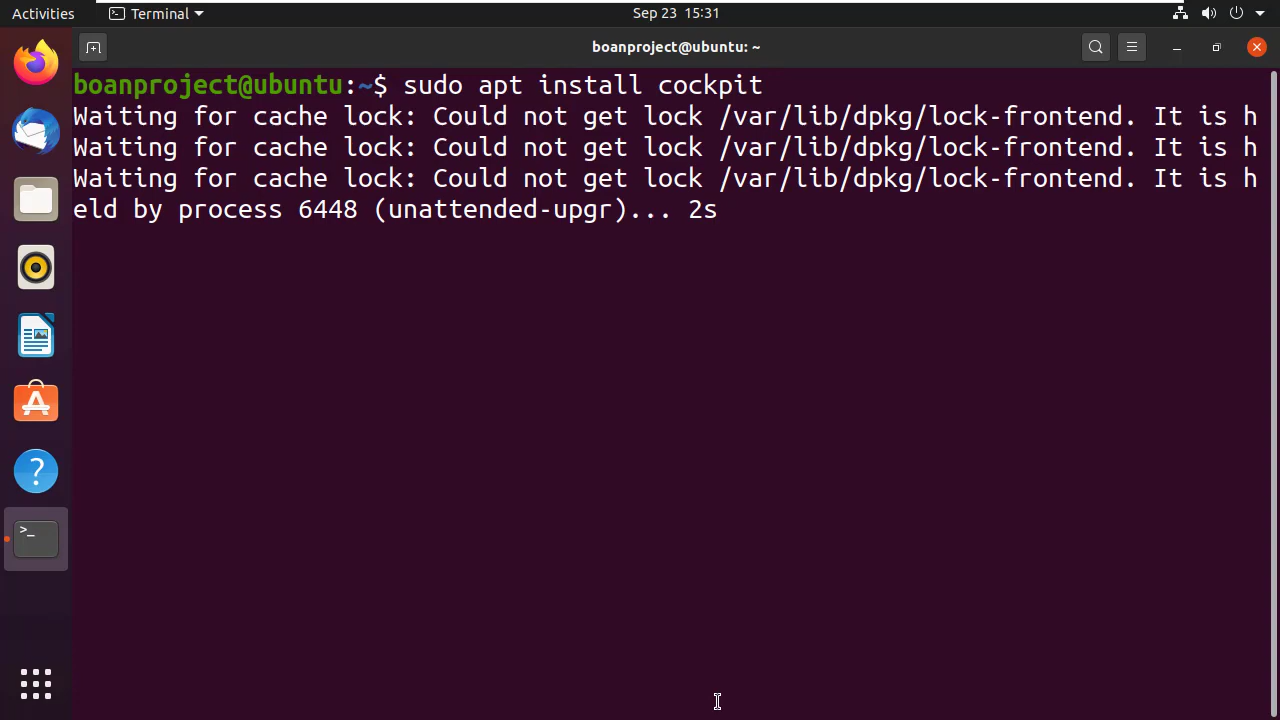 Activities
Terminal
Sep 23 15:31
boanproject@ubuntu: ~
boanproject@ubuntu:~$ sudo apt install cockpit
Waiting for cache lock: Could not get lock /var/lib/dpkg/lock-frontend. It is h
Waiting for cache lock: Could not get lock /var/lib/dpkg/lock-frontend. It is h
Waiting for cache lock: Could not get lock /var/lib/dpkg/lock-frontend. It is h
eld by process 6448 (unattended-upgr)... 2s